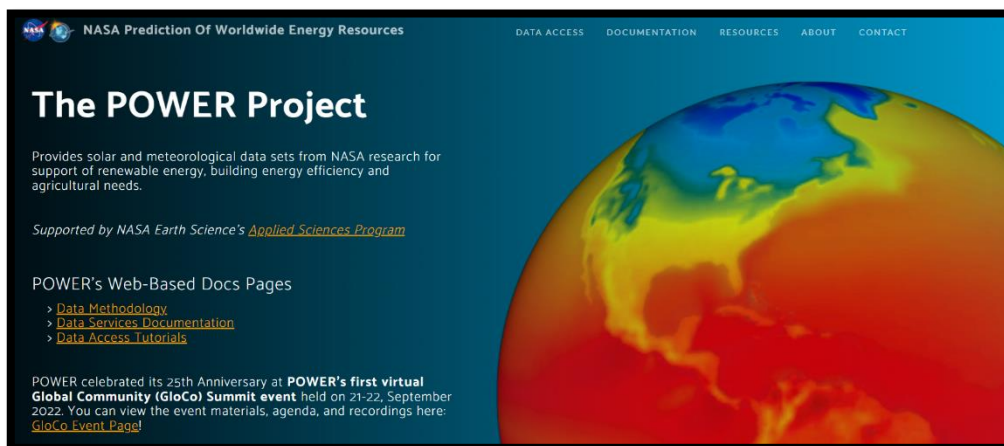 NASA
NASA Prediction Of Worldwide Energy Resources
DATA ACCESS DOCUMENTATION RESOURCES ABOUT CONTACT
The POWER Project
Provides solar and meteorological data sets from NASA research for
support of renewable energy, building energy efficiency and
agricultural needs.
Supported by NASA Earth Science's Applied Sciences Program
POWER's Web-Based Docs Pages
> Data Methodology
> Data Services Documentation
> Data Access Tutorials
POWER celebrated its 25th Anniversary at POWER's first virtual
Global Community (GloCo) Summit event held on 21-22, September
2022. You can view the event materials, agenda, and recordings here:
GloCo Event Page!